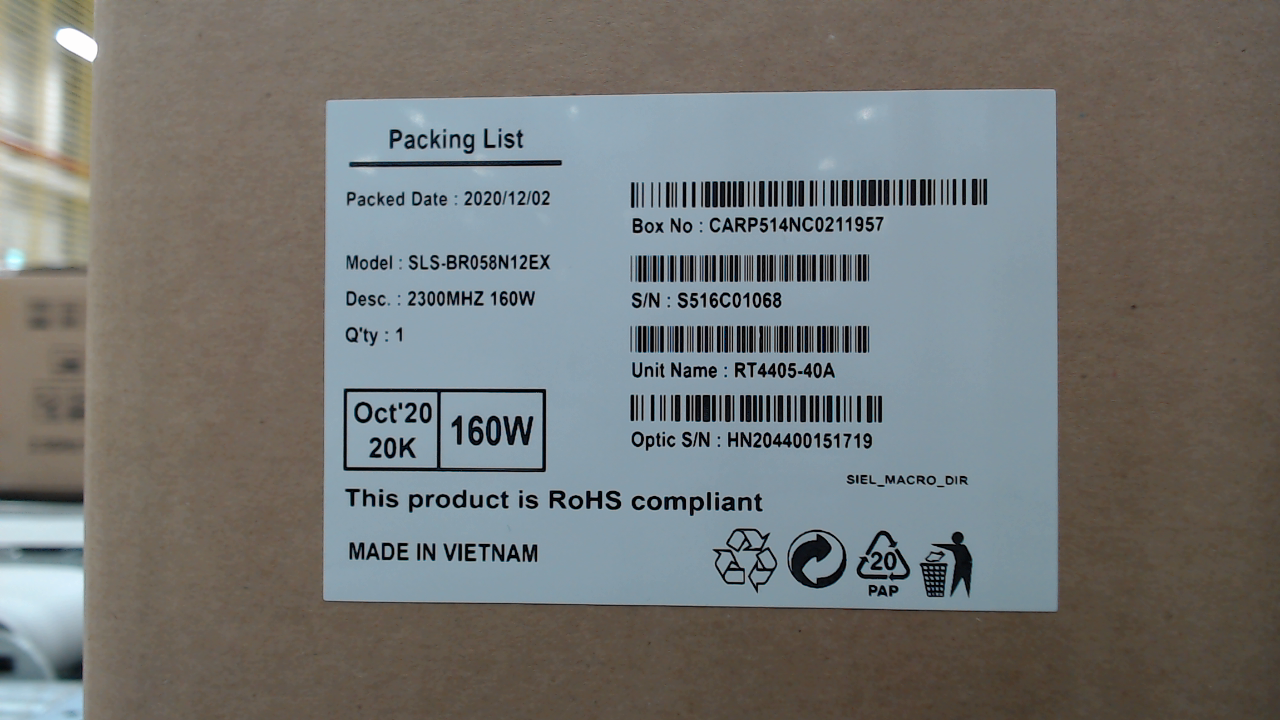 Packing List
Packed Date : 2020/12/02
Model : SLS-BR058N12EX
Desc. : 2300MHZ 160W
Q'ty : 1
Oct'20
20K
160W
Box No : CARP514NC0211957
S/N : S516C01068
Unit Name : RT4405-40A
Optic S/N : HN204400151719
SIEL_MACRO_DIR
This product is RoHS compliant
MADE IN VIETNAM
20
PAP